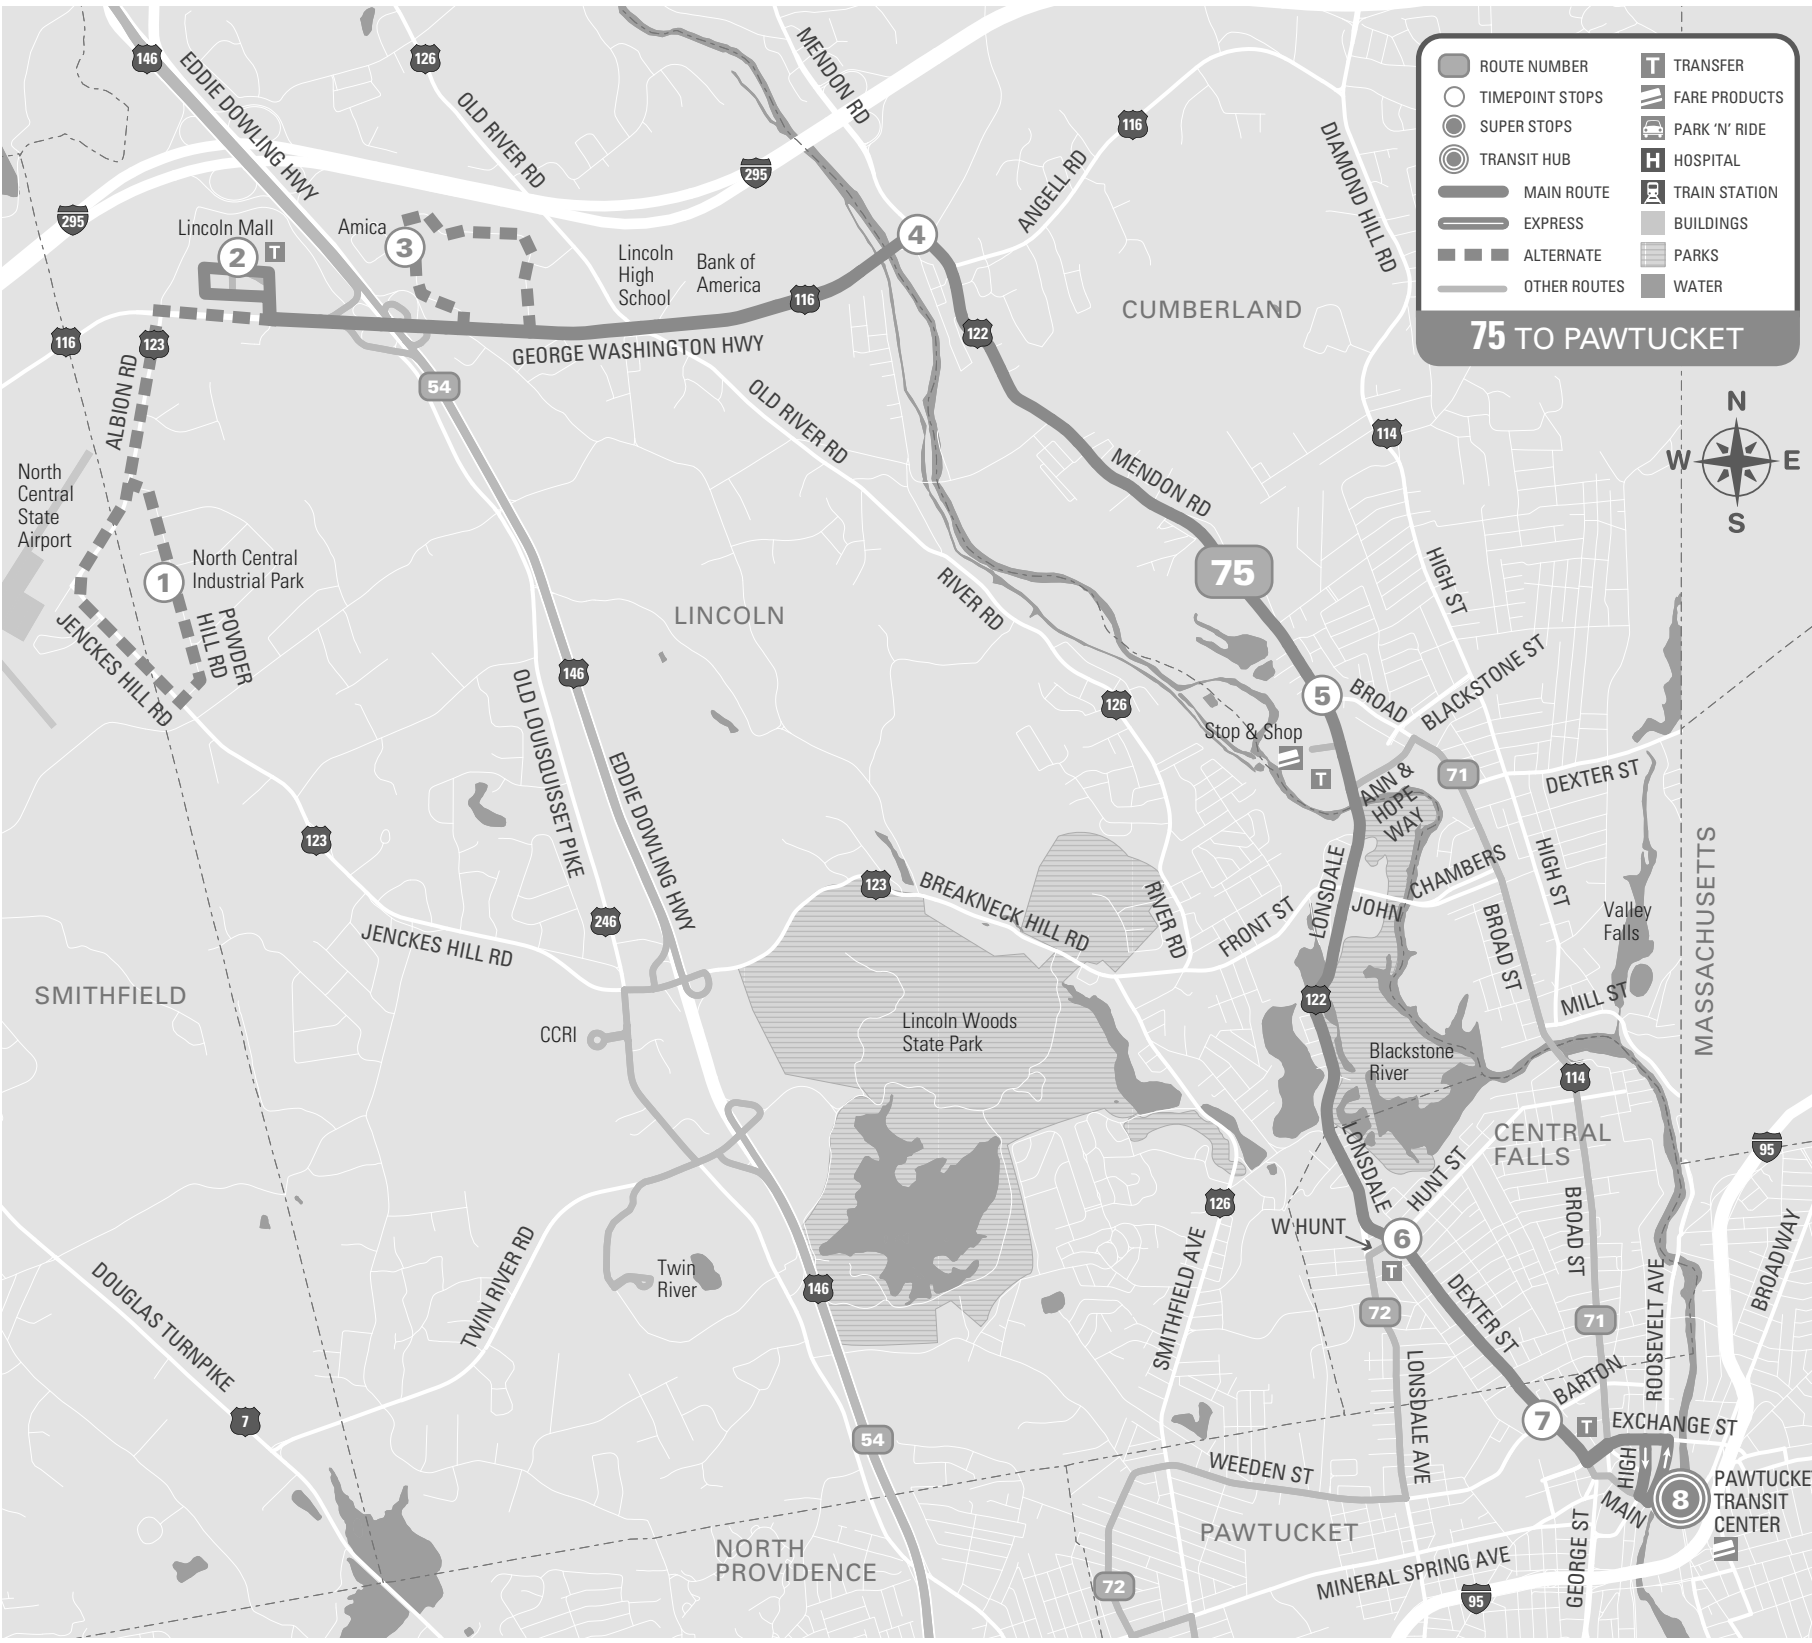 ROUTE NUMBER
TIMEPOINT STOPS
SUPER STOPS
TRANSIT HUB
MAIN ROUTE
EXPRESS
ALTERNATE
OTHER ROUTES
T TRANSFER
FARE PRODUCTS
PARK 'N' RIDE
H HOSPITAL
TRAIN STATION
BUILDINGS
PARKS
WATER
75 TO PAWTUCKET
N
W
E
S
146
EDDIE DOWLING HWY
126
OLD RIVER RD
MENDON RD
116
ANGELL RD
DIAMOND HILL RD
295
295
Lincoln Mall
2
T
Amica
3
Lincoln
High
School
Bank of
America
4
116
122
CUMBERLAND
116
123
ALBION RD
54
GEORGE WASHINGTON HWY
OLD RIVER RD
114
MENDON RD
North
Central
State
Airport
1
North Central
Industrial Park
POWDER
HILL RD
JENCKES HILL RD
LINCOLN
RIVER RD
75
HIGH ST
146
OLD LOUISQUISSET PIKE
EDDIE DOWLING HWY
126
5
BROAD
BLACKSTONE ST
Stop & Shop
T
71
DEXTER ST
ANN &
HOPE
WAY
123
JENCKES HILL RD
246
123
BREAKNECK HILL RD
RIVER RD
FRONT ST
LONSDALE
JOHN
CHAMBERS
HIGH ST
BROAD ST
Valley
Falls
MASSACHUSETTS
SMITHFIELD
CCRI
Lincoln Woods
State Park
122
MILL ST
Blackstone
River
114
CENTRAL
FALLS
95
LONSDALE
HUNT ST
126
W HUNT
6
T
BROAD ST
BROADWAY
TWIN RIVER RD
Twin
River
146
SMITHFIELD AVE
72
DEXTER ST
71
ROOSEVELT AVE
DOUGLAS TURNPIKE
7
LONSDALE AVE
BARTON
7
T
EXCHANGE ST
54
WEEDEN ST
HIGH
MAIN
8
PAWTUCKE
TRANSIT
CENTER
NORTH
PROVIDENCE
PAWTUCKET
MINERAL SPRING AVE
GEORGE ST
72
95